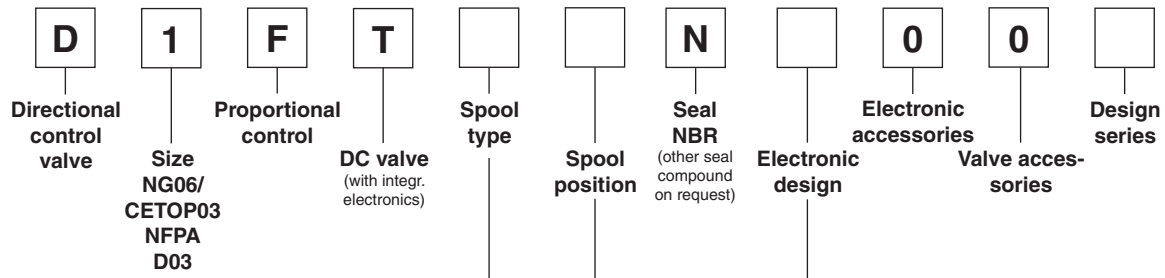 D 1 F T N 0 0
Directional
control
valve
Size
NG06/
CETOP03
NFPA
D03
Proportional
control
DC valve
(with integr.
electronics)
Spool
type
Spool
position
Seal
NBR
(other seal
compound
on request)
Electronic
design
Electronic
accessories
Valve acces-
sories
Design
series